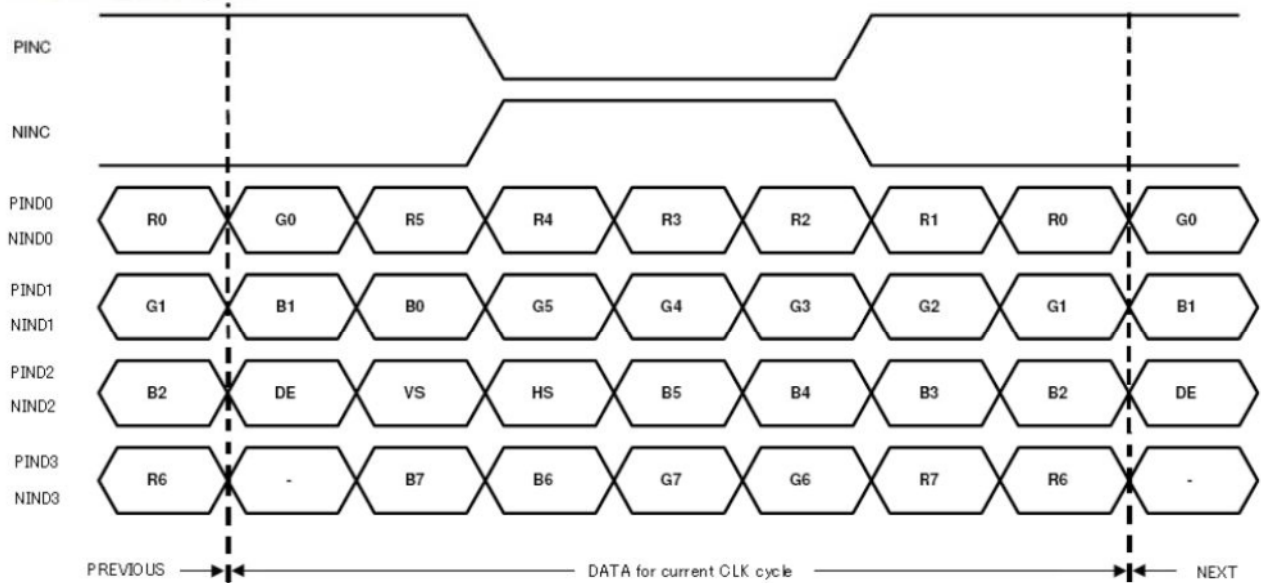 PINC
NINC
PIND0
R0 G0 R5 R4 R3 R2 R1 R0 G0
NIND0
PIND1
G1 B1 B0 G5 G4 G3 G2 G1 B1
NIND1
PIND2
B2 DE VS HS B5 B4 B3 B2 DE
NIND2
PIND3
R6 - B7 B6 G7 G6 R7 R6 -
NIND3
PREVIOUS DATA for current CLK cycle NEXT